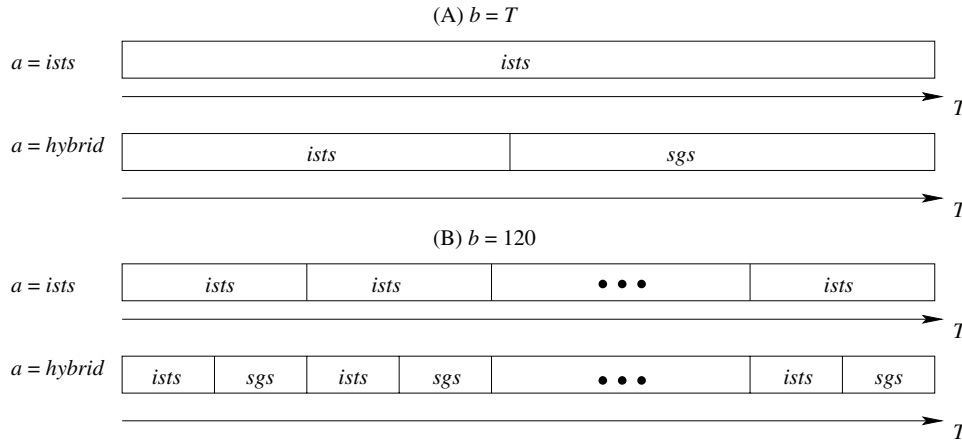 (A) b = T
a = ists
ists
T
a = hybrid
ists sgs
T
(B) b = 120
a = ists
ists ists ••• ists
T
a = hybrid
ists sgs ists sgs ••• ists sgs
T